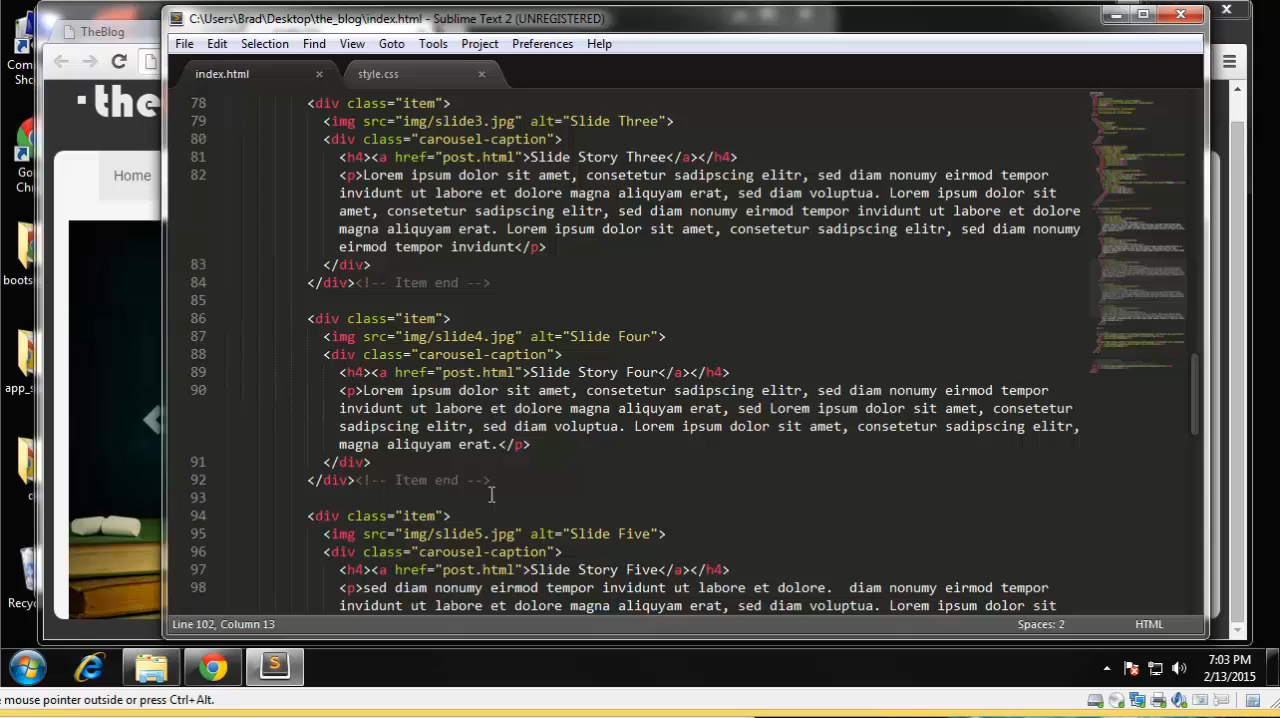 C:\Users\Brad\Desktop\the_blog\index.html - Sublime Text 2 (UNREGISTERED)
TheBlog
File Edit Selection Find View Goto Tools Project Preferences Help
index.html style.css
Com
Sho
· the
Go
Chr
Home
boots
app_s
d
Recy
78 <div class="item">
79 <img src="img/slide3.jpg" alt="Slide Three">
80 <div class="carousel-caption">
81 <h4><a href="post.html">Slide Story Three</a></h4>
82 <p>Lorem ipsum dolor sit amet, consetetur sadipscing elitr, sed diam nonumy eirmod tempor
invidunt ut labore et dolore magna aliquyam erat, sed diam voluptua. Lorem ipsum dolor sit
amet, consetetur sadipscing elitr, sed diam nonumy eirmod tempor invidunt ut labore et dolore
magna aliquyam erat. Lorem ipsum dolor sit amet, consetetur sadipscing elitr, sed diam nonumy
eirmod tempor invidunt</p>
83 </div>
84 </div><!-- Item end -->
85
86 <div class="item">
87 <img src="img/slide4.jpg" alt="Slide Four">
88 <div class="carousel-caption">
89 <h4><a href="post.html">Slide Story Four</a></h4>
90 <p>Lorem ipsum dolor sit amet, consetetur sadipscing elitr, sed diam nonumy eirmod tempor
invidunt ut labore et dolore magna aliquyam erat, sed Lorem ipsum dolor sit amet, consetetur
sadipscing elitr, sed diam voluptua. Lorem ipsum dolor sit amet, consetetur sadipscing elitr,
magna aliquyam erat.</p>
91 </div>
92 </div><!-- Item end -->
93
94 <div class="item">
95 <img src="img/slide5.jpg" alt="Slide Five">
96 <div class="carousel-caption">
97 <h4><a href="post.html">Slide Story Five</a></h4>
98 <p>sed diam nonumy eirmod tempor invidunt ut labore et dolore.  diam nonumy eirmod tempor
invidunt ut labore et dolore magna aliquyam erat, sed diam voluptua. Lorem ipsum dolor sit
Line 102, Column 13 Spaces: 2 HTML
7:03 PM
2/13/2015
e mouse pointer outside or press Ctrl+Alt.